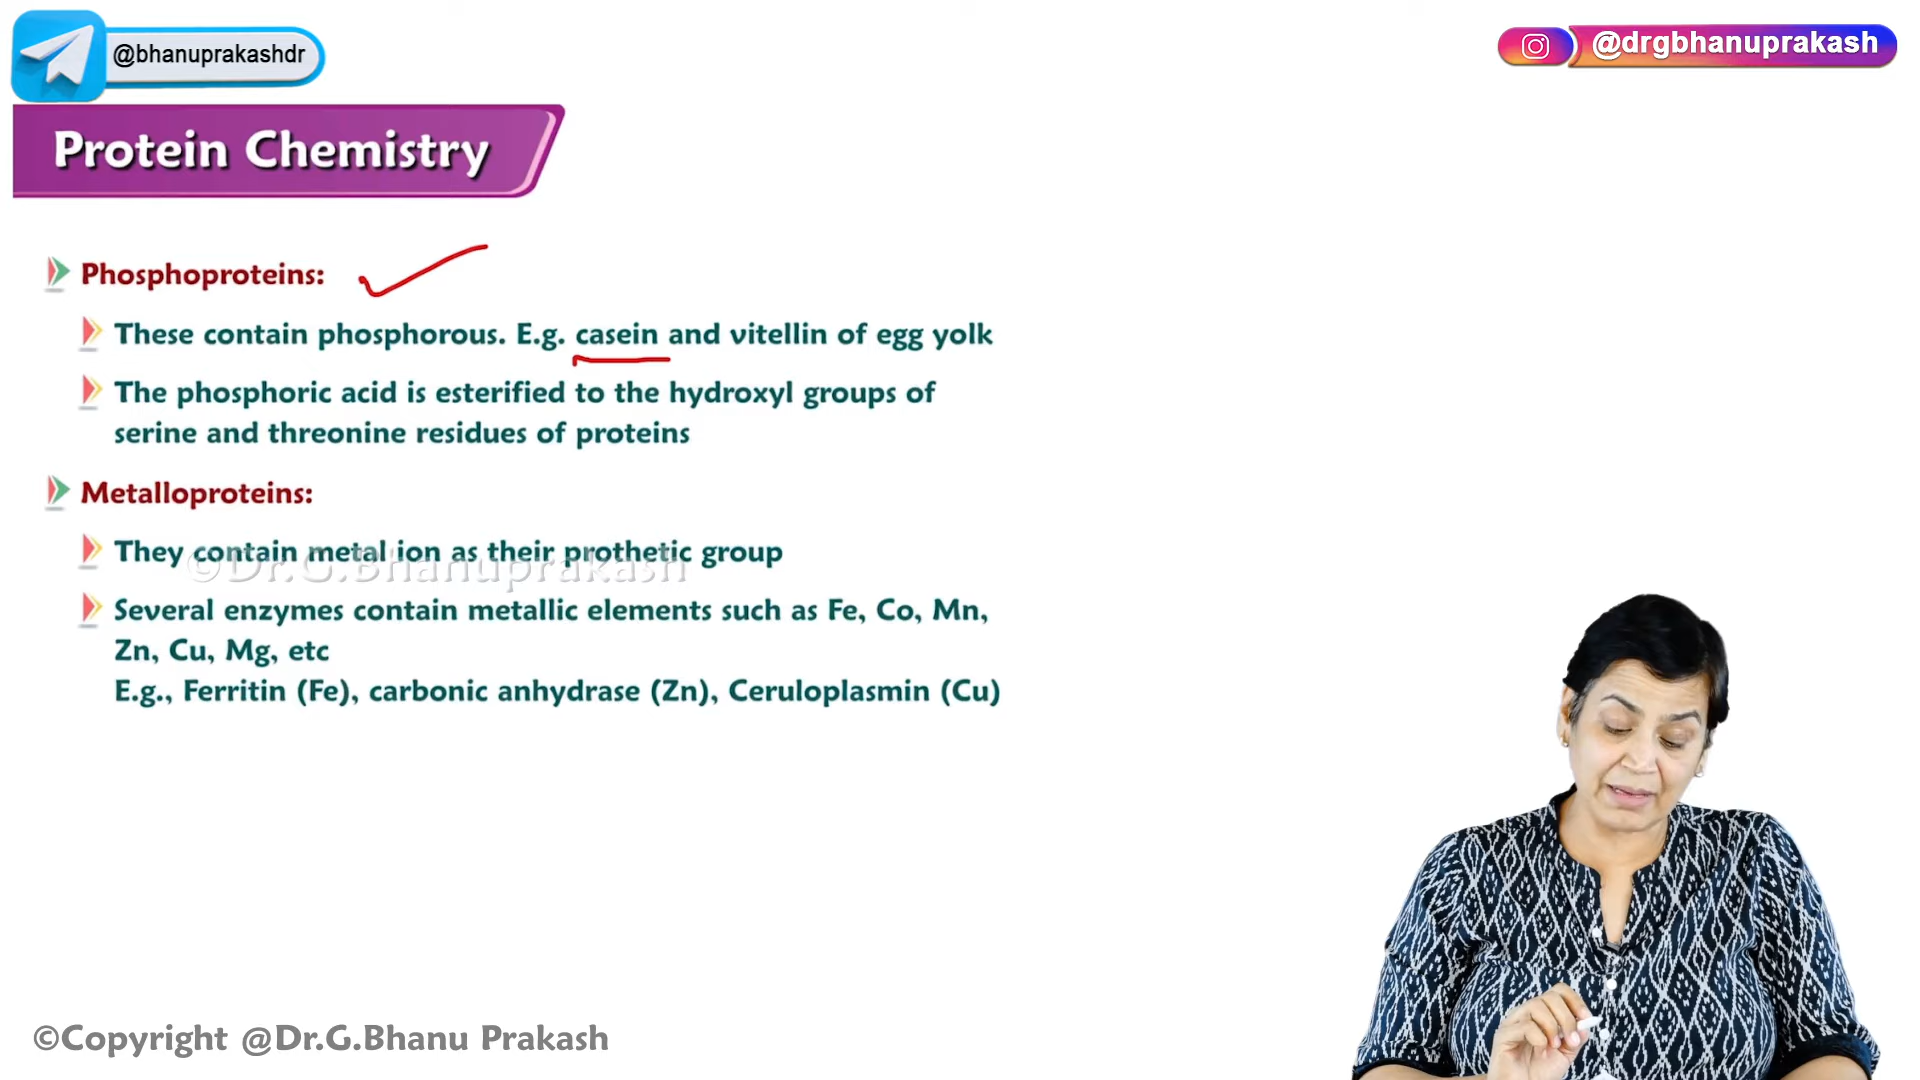 @bhanuprakashdr
@drgbhanuprakash
Protein Chemistry
Phosphoproteins:
These contain phosphorous. E.g. casein and vitellin of egg yolk
The phosphoric acid is esterified to the hydroxyl groups of
serine and threonine residues of proteins
Metalloproteins:
They contain metal ion as their prothetic group
©Dr.G.Bhanuprakash
Several enzymes contain metallic elements such as Fe, Co, Mn,
Zn, Cu, Mg, etc
E.g., Ferritin (Fe), carbonic anhydrase (Zn), Ceruloplasmin (Cu)
©Copyright @Dr.G.Bhanu Prakash